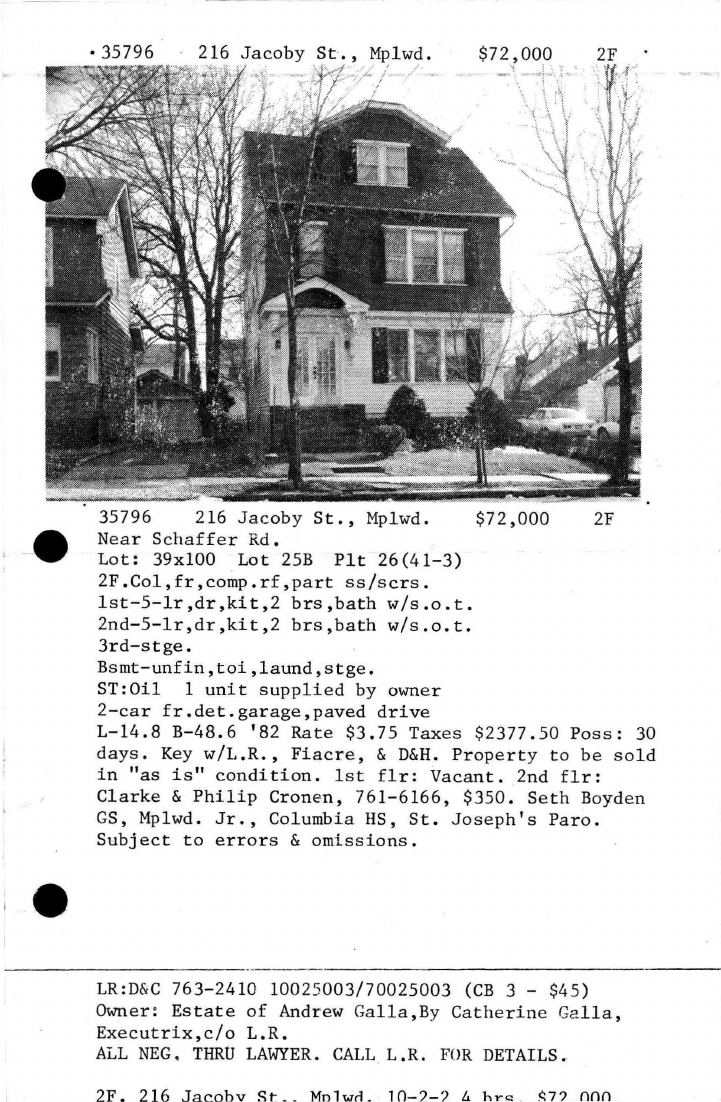 35796 216 Jacoby St., Mplwd. $72,000 2F
35796 216 Jacoby St., Mplwd. $72,000 2F
Near Schaffer Rd.
Lot: 39x100 Lot 25B Plt 26(41-3)
2F.Col,fr,comp.rf,part ss/scrs.
1st-5-lr,dr,kit,2 brs,bath w/s.o.t.
2nd-5-lr,dr,kit,2 brs,bath w/s.o.t.
3rd-stge.
Bsmt-unfin,toi,laund,stge.
ST:Oil 1 unit supplied by owner
2-car fr.det.garage,paved drive
L-14.8 B-48.6 '82 Rate $3.75 Taxes $2377.50 Poss: 30
days. Key w/L.R., Fiacre, & D&H. Property to be sold
in "as is" condition. 1st flr: Vacant. 2nd flr:
Clarke & Philip Cronen, 761-6166, $350. Seth Boyden
GS, Mplwd. Jr., Columbia HS, St. Joseph's Paro.
Subject to errors & omissions.
LR:D&C 763-2410 10025003/70025003 (CB 3 - $45)
Owner: Estate of Andrew Galla,By Catherine Galla,
Executrix,c/o L.R.
ALL NEG. THRU LAWYER. CALL L.R. FOR DETAILS.
2F. 216 Jacoby St., Mplwd. 10-2-2 4 brs. $72,000